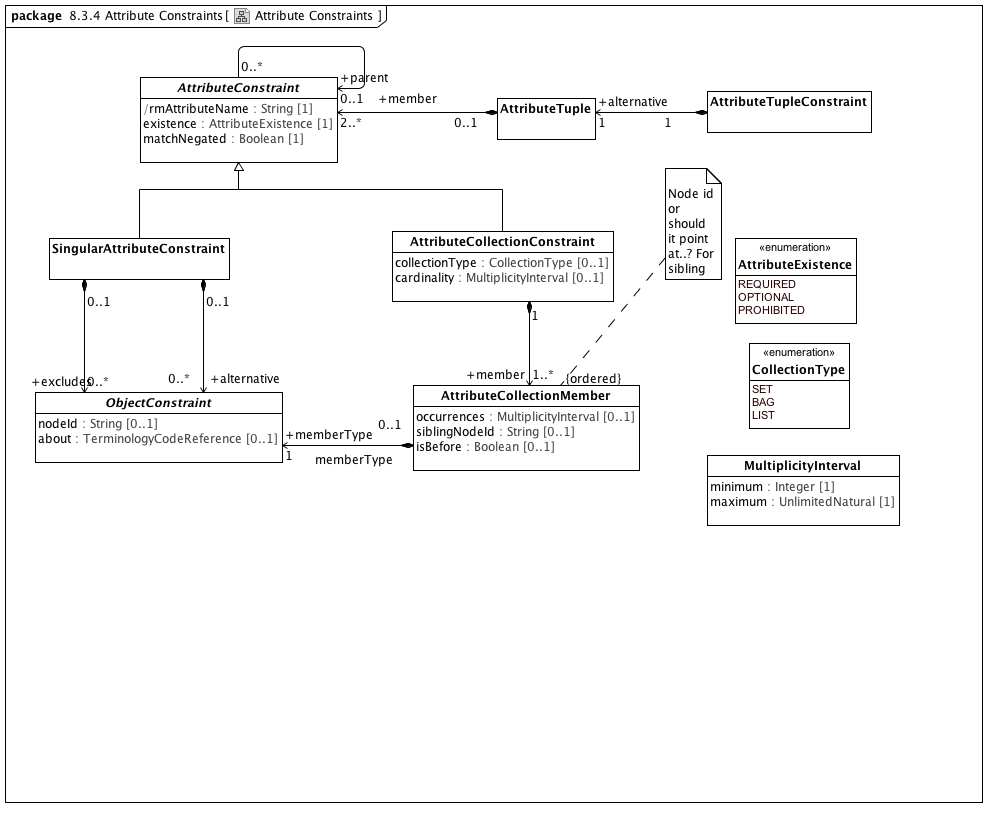 package 8.3.4 Attribute Constraints [ Attribute Constraints ]
0..*
+parent
0..1
AttributeConstraint
/rmAttributeName : String [1]
existence : AttributeExistence [1]
matchNegated : Boolean [1]
+member
2..*
0..1
AttributeTuple
+alternative
1
1
AttributeTupleConstraint
Node id
or
should
it point
at..? For
sibling
SingularAttributeConstraint
0..1
0..1
AttributeCollectionConstraint
collectionType : CollectionType [0..1]
cardinality : MultiplicityInterval [0..1]
1
«enumeration»
AttributeExistence
REQUIRED
OPTIONAL
PROHIBITED
«enumeration»
CollectionType
SET
BAG
LIST
+excludes
0..*
0..*
+alternative
+member
1..*
{ordered}
ObjectConstraint
nodeId : String [0..1]
about : TerminologyCodeReference [0..1]
+memberType
1
0..1
memberType
AttributeCollectionMember
occurrences : MultiplicityInterval [0..1]
siblingNodeId : String [0..1]
isBefore : Boolean [0..1]
MultiplicityInterval
minimum : Integer [1]
maximum : UnlimitedNatural [1]